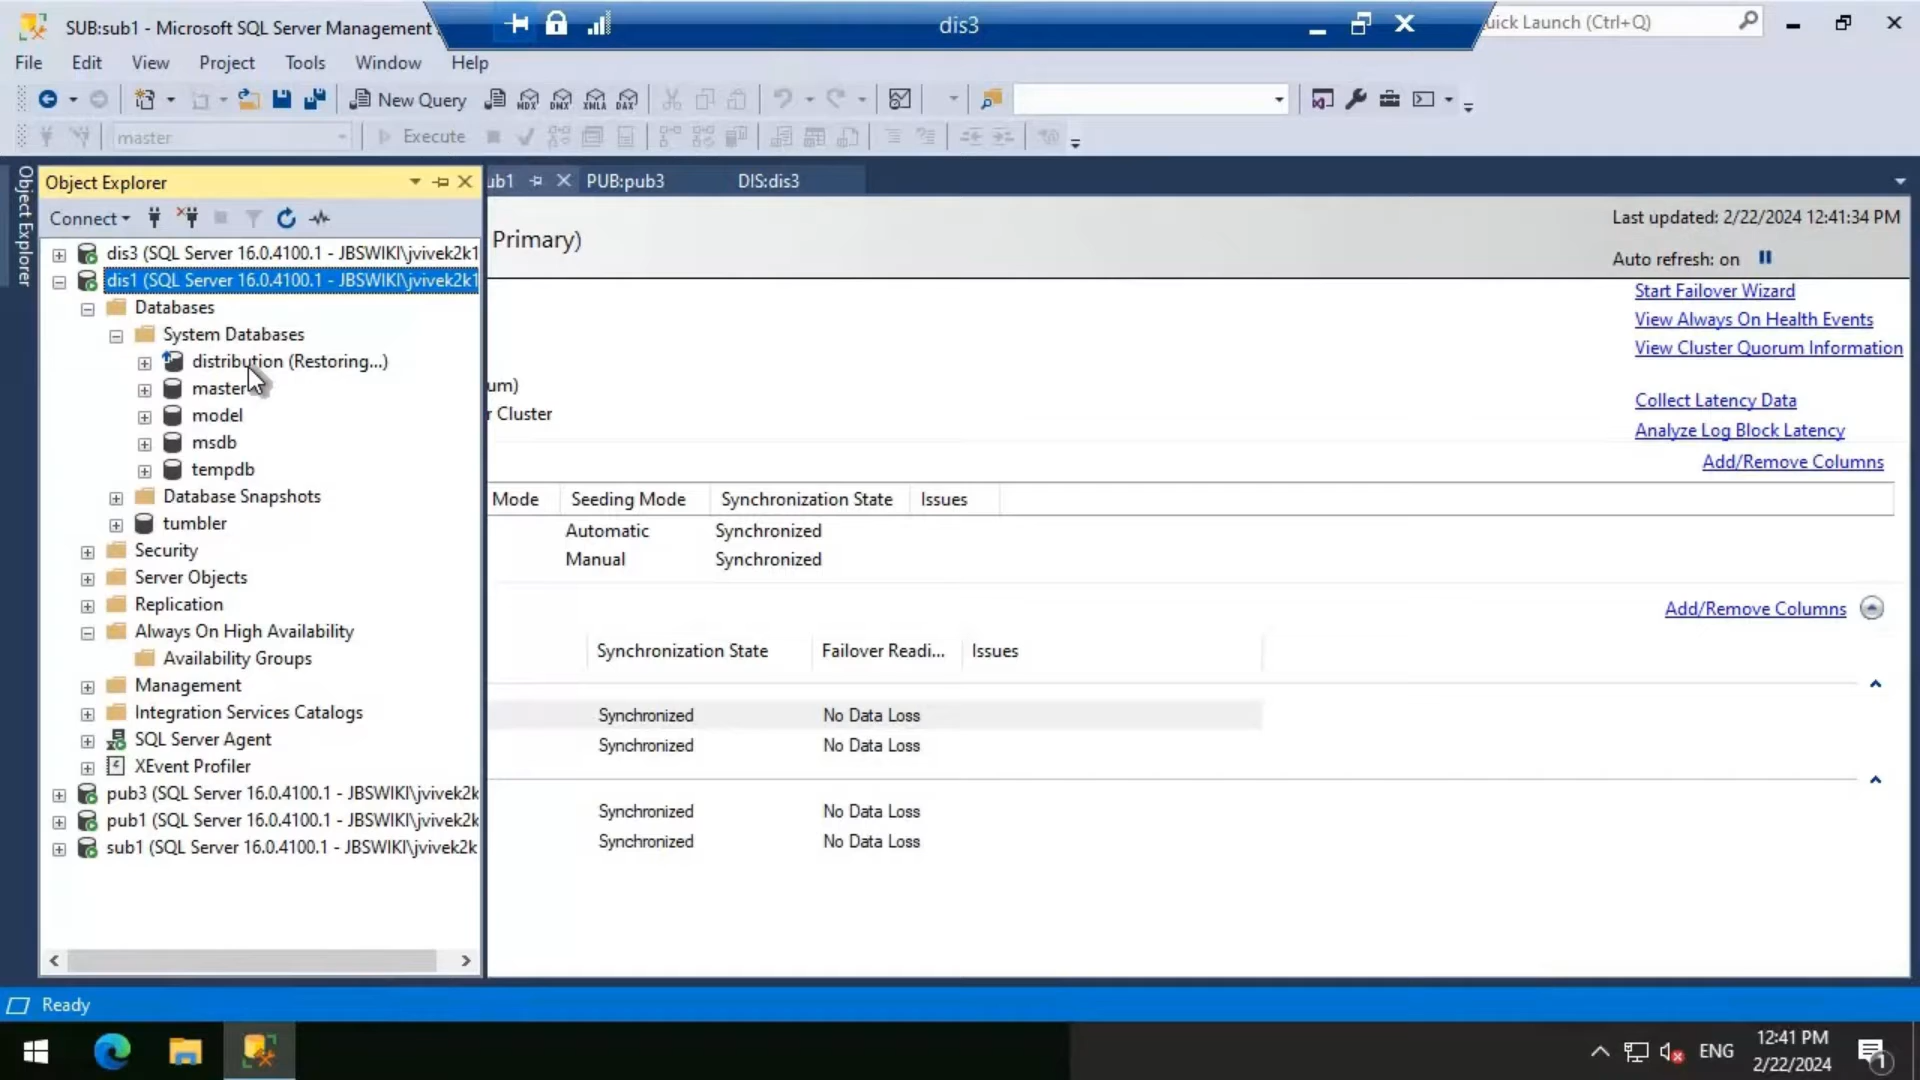 SUB:sub1 - Microsoft SQL Server Management
dis3
uick Launch (Ctrl+Q)
File Edit View Project Tools Window Help
New Query MDX DMX XMLA DAX
master Execute
Object Explorer
Object Explorer
ub1 PUB:pub3 DIS:dis3
Connect
Last updated: 2/22/2024 12:41:34 PM
Primary)
Auto refresh: on
dis3 (SQL Server 16.0.4100.1 - JBSWIKI\jvivek2k1
dis1 (SQL Server 16.0.4100.1 - JBSWIKI\jvivek2k1
Databases
System Databases
distribution (Restoring...)
master
model
msdb
tempdb
Database Snapshots
tumbler
Security
Server Objects
Replication
Always On High Availability
Availability Groups
Management
Integration Services Catalogs
SQL Server Agent
XEvent Profiler
pub3 (SQL Server 16.0.4100.1 - JBSWIKI\jvivek2k
pub1 (SQL Server 16.0.4100.1 - JBSWIKI\jvivek2k
sub1 (SQL Server 16.0.4100.1 - JBSWIKI\jvivek2k
Start Failover Wizard
View Always On Health Events
View Cluster Quorum Information
um)
r Cluster
Collect Latency Data
Analyze Log Block Latency
Add/Remove Columns
Mode Seeding Mode Synchronization State Issues
Automatic Synchronized
Manual Synchronized
Add/Remove Columns
Synchronization State Failover Readi... Issues
Synchronized No Data Loss
Synchronized No Data Loss
Synchronized No Data Loss
Synchronized No Data Loss
Ready
ENG
12:41 PM
2/22/2024
1